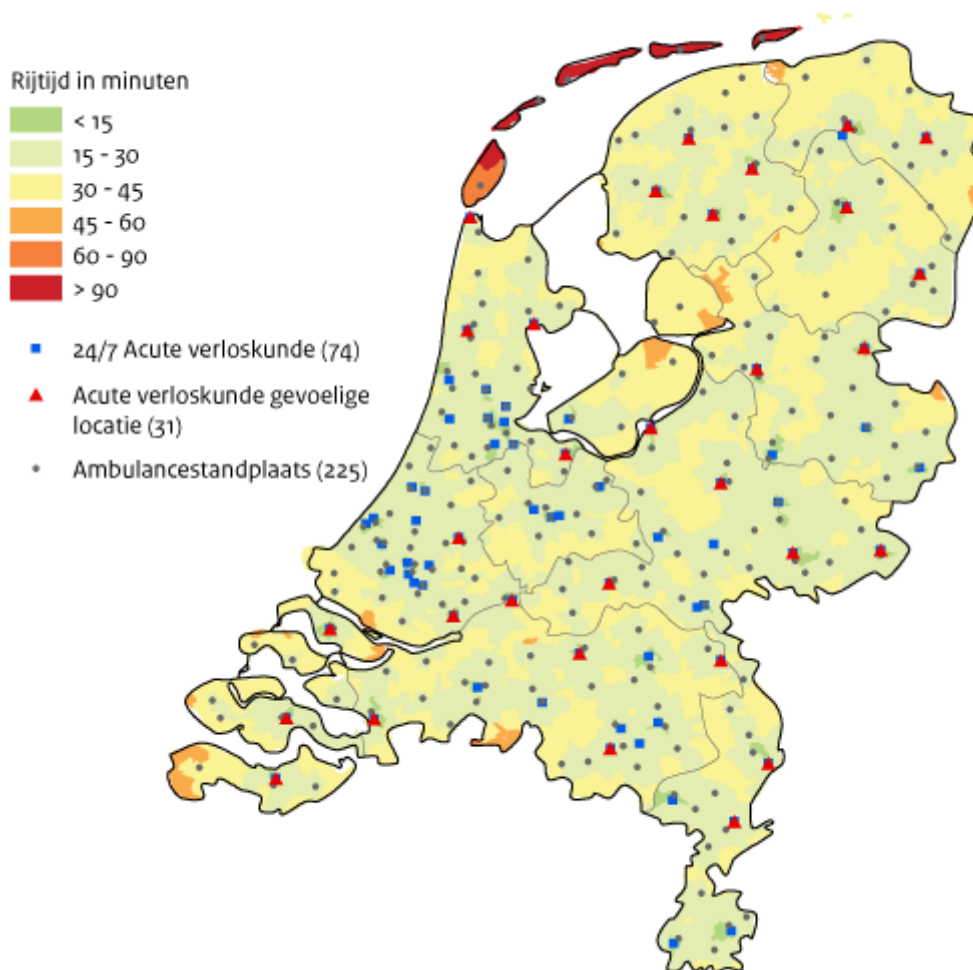 Rijtijd in minuten
< 15
15 - 30
30 - 45
45 - 60
60 - 90
> 90
24/7 Acute verloskunde (74)
Acute verloskunde gevoelige
locatie (31)
Ambulancestandplaats (225)